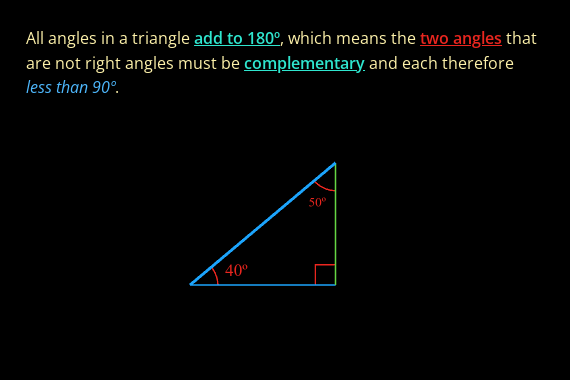 All angles in a triangle add to 180º, which means the two angles that
are not right angles must be complementary and each therefore
less than 90º.
50º
40º